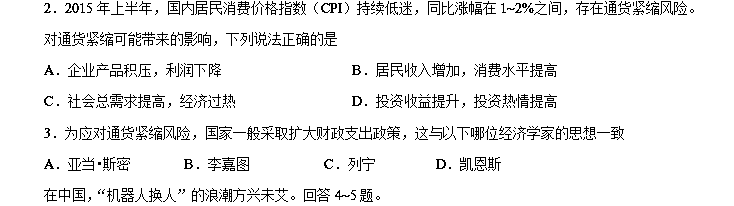 2．2015年上半年，国内居民消费价格指数（CPI）持续低迷，同比涨幅在1~2%之间，存在通货紧缩风险。
对通货紧缩可能带来的影响，下列说法正确的是
A．企业产品积压，利润下降 B．居民收入增加，消费水平提高
C．社会总需求提高，经济过热 D．投资收益提升，投资热情提高
3．为应对通货紧缩风险，国家一般采取扩大财政支出政策，这与以下哪位经济学家的思想一致
A．亚当•斯密 B．李嘉图 C．列宁 D．凯恩斯
在中国，“机器人换人”的浪潮方兴未艾。回答4~5题。